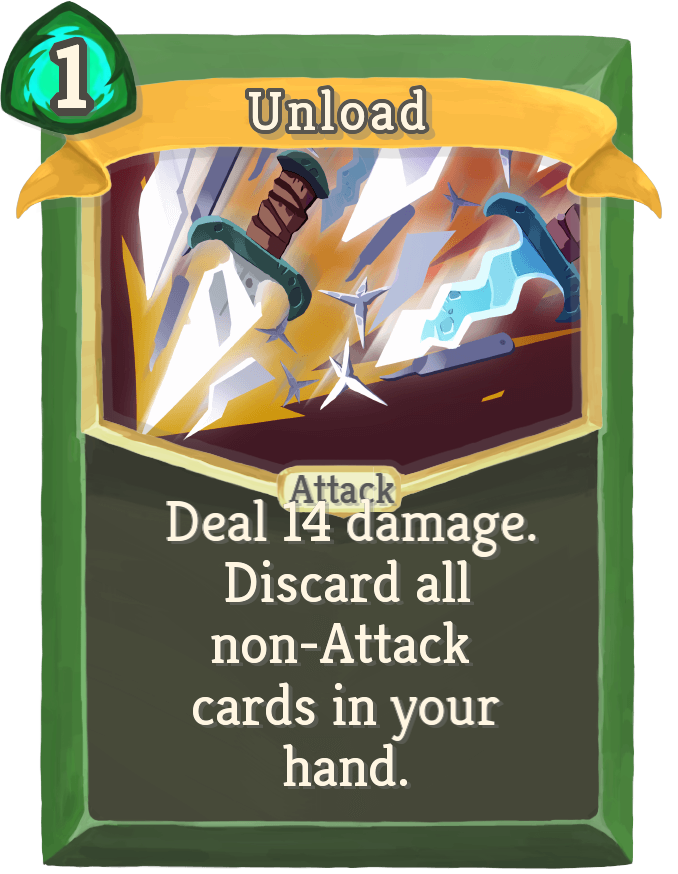 1
Unload
Attack
Deal 14 damage.
Discard all
non-Attack
cards in your
hand.